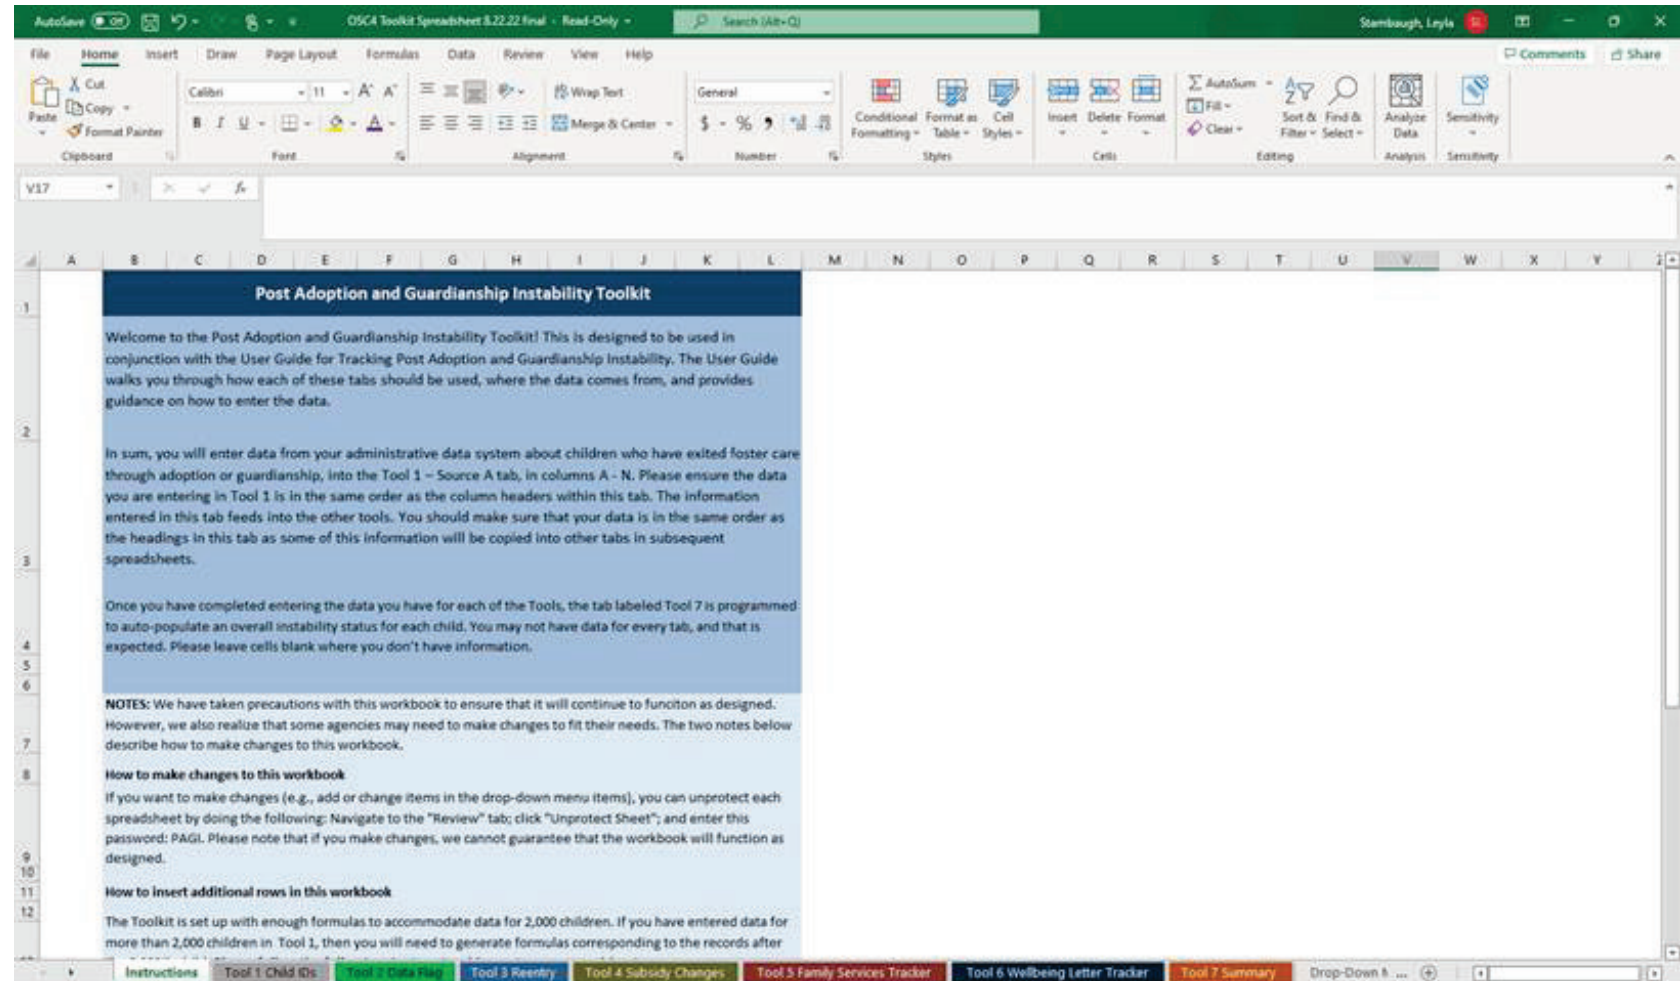 AutoSave Off OSC4 Toolkit Spreadsheet 8.22.22 final - Read-Only Search (Alt+Q) Stambaugh, Leyla
File Home Insert Draw Page Layout Formulas Data Review View Help Comments Share
Paste Cut Copy Format Painter Calibri 11 A A B I U A Wrap Text Merge & Center General $ % Conditional Formatting Format as Table Cell Styles Insert Delete Format AutoSum Fill Clear Sort & Filter Find & Select Analyze Data Sensitivity
Clipboard Font Alignment Number Styles Cells Editing Analysis Sensitivity
V17 fx
A B C D E F G H I J K L M N O P Q R S T U V W X Y
1 Post Adoption and Guardianship Instability Toolkit
Welcome to the Post Adoption and Guardianship Instability Toolkit! This is designed to be used in
conjunction with the User Guide for Tracking Post Adoption and Guardianship Instability. The User Guide
walks you through how each of these tabs should be used, where the data comes from, and provides
guidance on how to enter the data.
2
In sum, you will enter data from your administrative data system about children who have exited foster care
through adoption or guardianship, into the Tool 1 – Source A tab, in columns A - N. Please ensure the data
you are entering in Tool 1 is in the same order as the column headers within this tab. The information
entered in this tab feeds into the other tools. You should make sure that your data is in the same order as
the headings in this tab as some of this information will be copied into other tabs in subsequent
3 spreadsheets.
Once you have completed entering the data you have for each of the Tools, the tab labeled Tool 7 is programmed
to auto-populate an overall instability status for each child. You may not have data for every tab, and that is
4 expected. Please leave cells blank where you don't have information.
5
6
NOTES: We have taken precautions with this workbook to ensure that it will continue to funciton as designed.
However, we also realize that some agencies may need to make changes to fit their needs. The two notes below
7 describe how to make changes to this workbook.
8 How to make changes to this workbook
If you want to make changes (e.g., add or change items in the drop-down menu items), you can unprotect each
spreadsheet by doing the following: Navigate to the "Review" tab; click "Unprotect Sheet"; and enter this
password: PAGI. Please note that if you make changes, we cannot guarantee that the workbook will function as
9 designed.
10
11 How to insert additional rows in this workbook
12
The Toolkit is set up with enough formulas to accommodate data for 2,000 children. If you have entered data for
more than 2,000 children in Tool 1, then you will need to generate formulas corresponding to the records after
Instructions Tool 1 Child IDs Tool 2 Data Flag Tool 3 Reentry Tool 4 Subsidy Changes Tool 5 Family Services Tracker Tool 6 Wellbeing Letter Tracker Tool 7 Summary Drop-Down ...